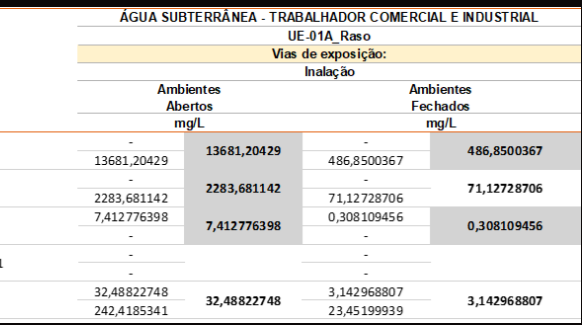 ÁGUA SUBTERRÂNEA - TRABALHADOR COMERCIAL E INDUSTRIAL
UE-01A_Raso
Vias de exposição:
Inalação
Ambientes Ambientes
Abertos Fechados
mg/L mg/L
- 13681,20429 - 486,8500367
13681,20429 486,8500367
- 2283,681142 - 71,12728706
2283,681142 71,12728706
7,412776398 7,412776398 0,308109456 0,308109456
- -
- -
- -
32,48822748 32,48822748 3,142968807 3,142968807
242,4185341 23,45199939